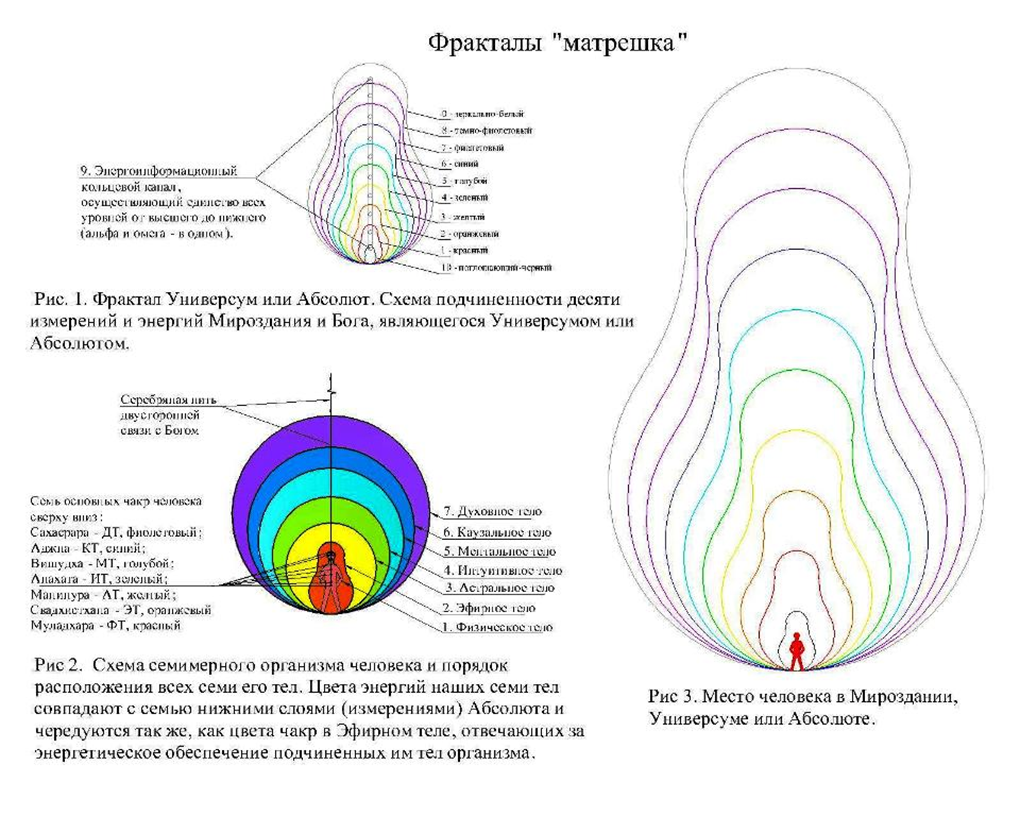 Фракталы "матрешка"
0 - зеркально-белый
8 - темно-фиолетовый
7 - фиолетовый
6 - синий
5 - голубой
4 - зеленый
3 - желтый
2 - оранжевый
1 - красный
10 - поглощающий-черный
9. Энергоинформационный
кольцевой канал,
осуществляющий единство всех
уровней от высшего до нижнего
(альфа и омега - в одном).
Рис. 1. Фрактал Универсум или Абсолют. Схема подчиненности десяти
измерений и энергий Мироздания и Бога, являющегося Универсумом или
Абсолютом.
Серебряная нить
двусторонней
связи с Богом
Семь основных чакр человека
сверху вниз:
Сахасрара - ДТ, фиолетовый;
Аджна - КТ, синий;
Вишудха - МТ, голубой;
Анахата - ИТ, зеленый;
Манипура - АТ, желтый;
Свадхистхана - ЭТ, оранжевый
Муладхара - ФТ, красный
7. Духовное тело
6. Каузальное тело
5. Ментальное тело
4. Интуитивное тело
3. Астральное тело
2. Эфирное тело
1. Физическое тело
Рис 2. Схема семимерного организма человека и порядок
расположения всех семи его тел. Цвета энергий наших семи тел
совпадают с семью нижними слоями (измерениями) Абсолюта и
чередуются так же, как цвета чакр в Эфирном теле, отвечающих за
энергетическое обеспечение подчиненных им тел организма.
Рис 3. Место человека в Мироздании,
Универсуме или Абсолюте.